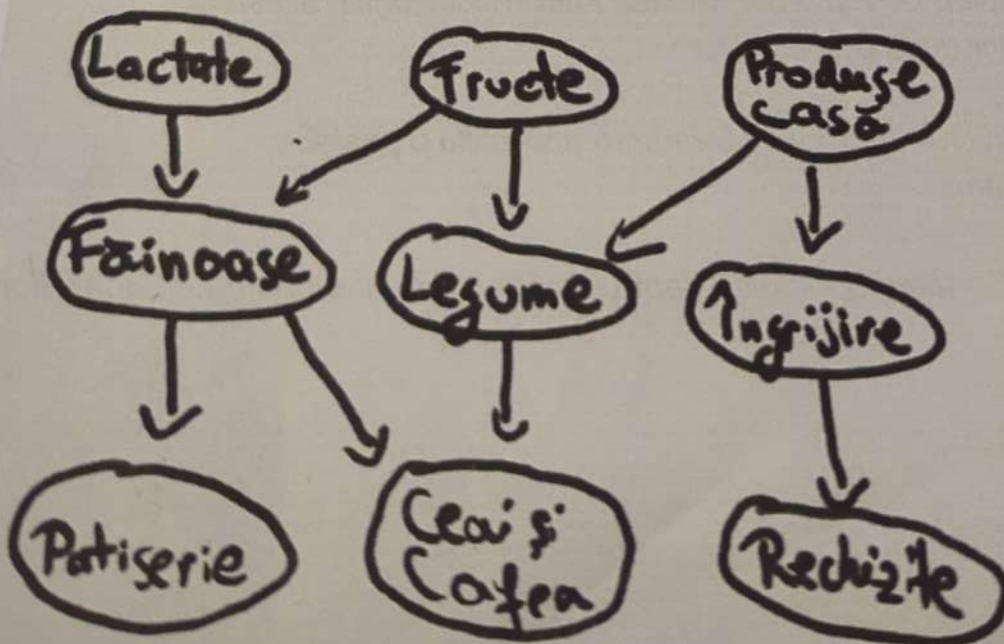 Lactate
Fructe
Produse
casă
Făinoase
Legume
Îngrijire
Patiserie
Ceai și
Cafea
Rechizite